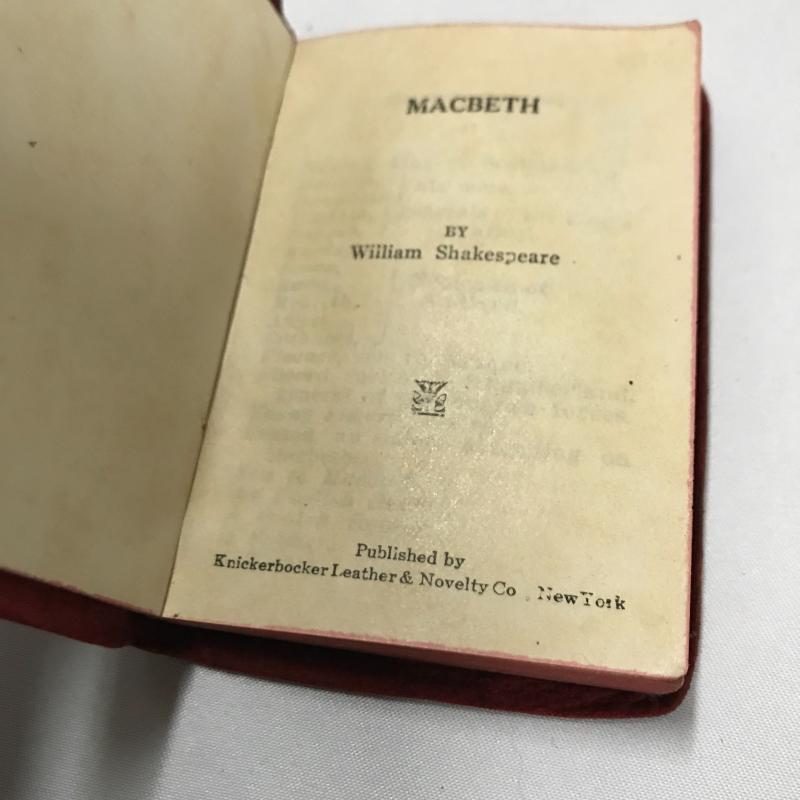 MACBETH
BY
William Shakespeare
Published by
Knickerbocker Leather & Novelty Co., New York